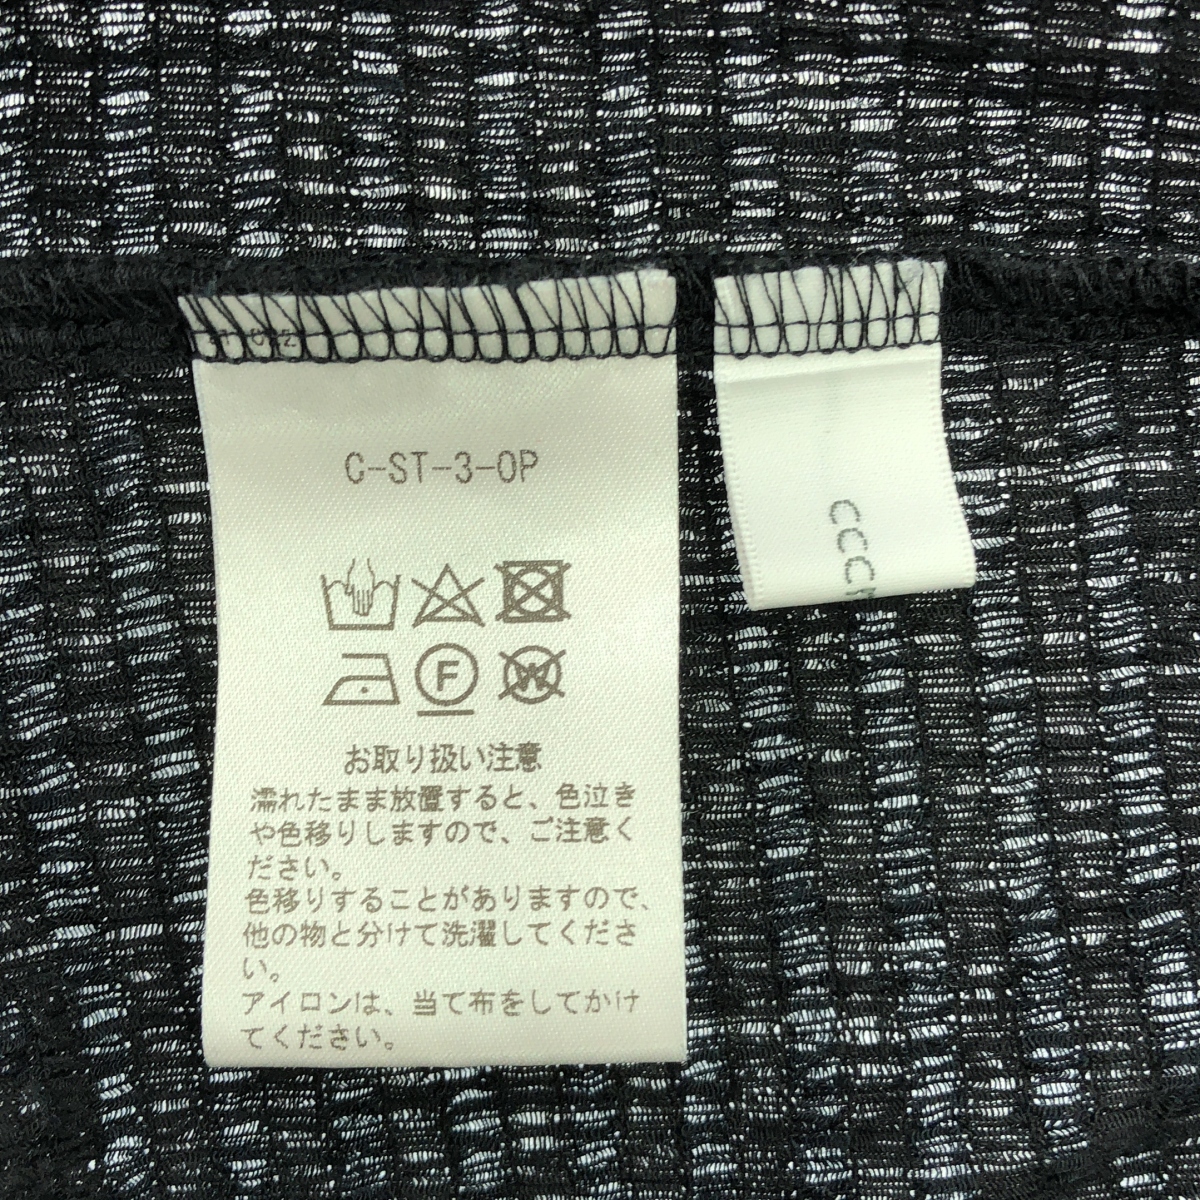 C-ST-3-OP
F
W
お取り扱い注意
濡れたまま放置すると、色泣き
や色移りしますので、ご注意く
ださい。
色移りすることがありますので、
他の物と分けて洗濯してくださ
い。
アイロンは、当て布をしてかけ
てください。
CCC